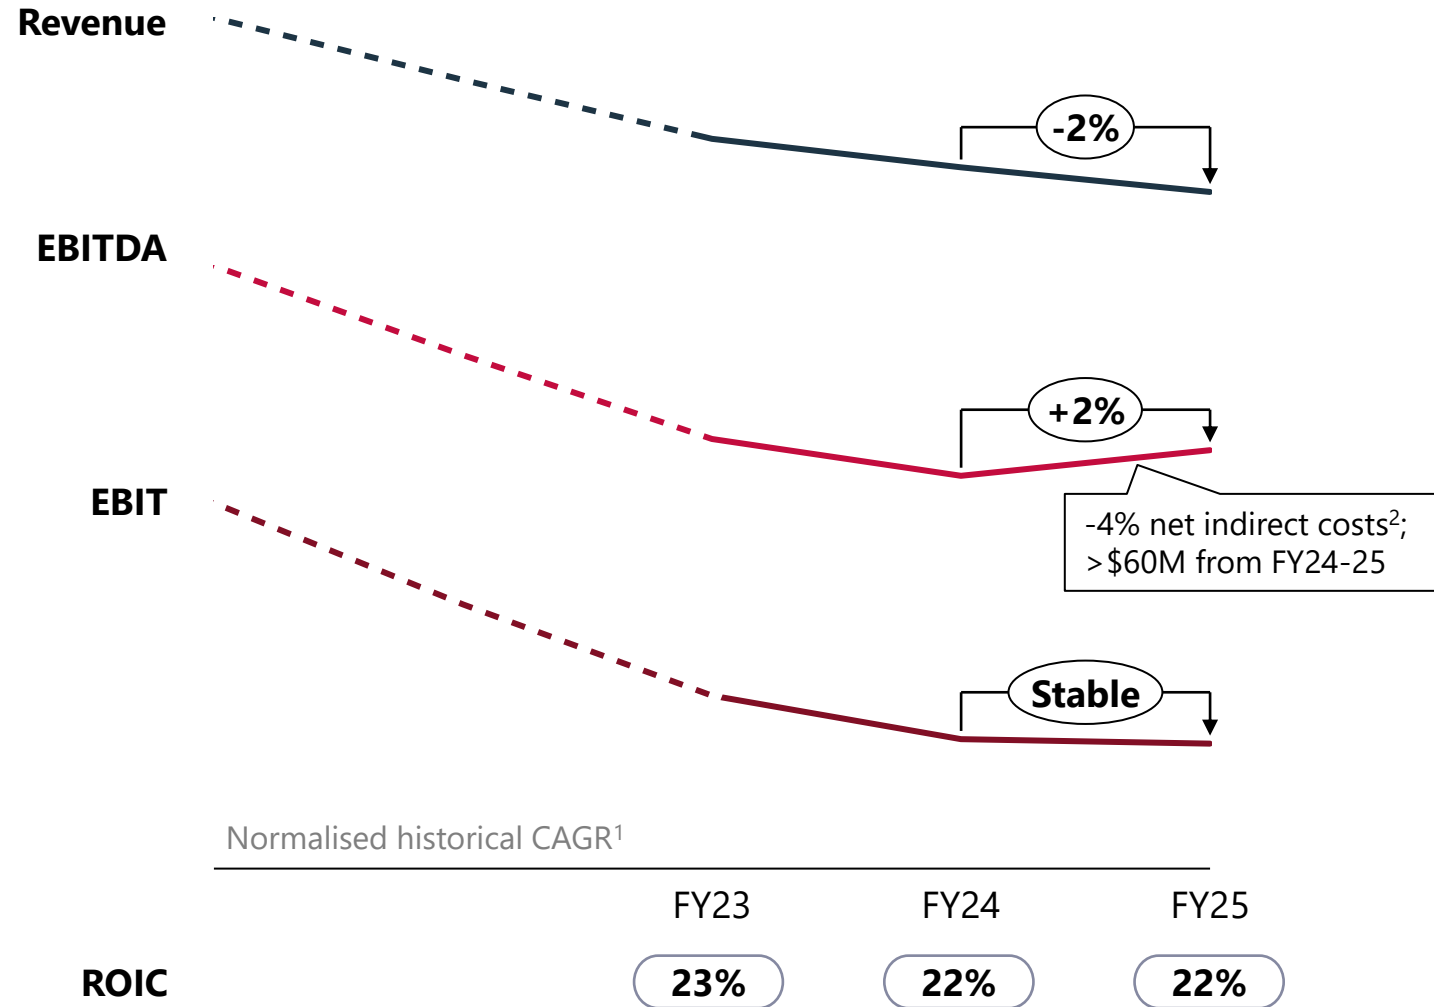 Revenue
-2%
EBITDA
+2%
-4% net indirect costs²;
>$60M from FY24-25
EBIT
Stable
Normalised historical CAGR¹
FY23 FY24 FY25
ROIC 23% 22% 22%